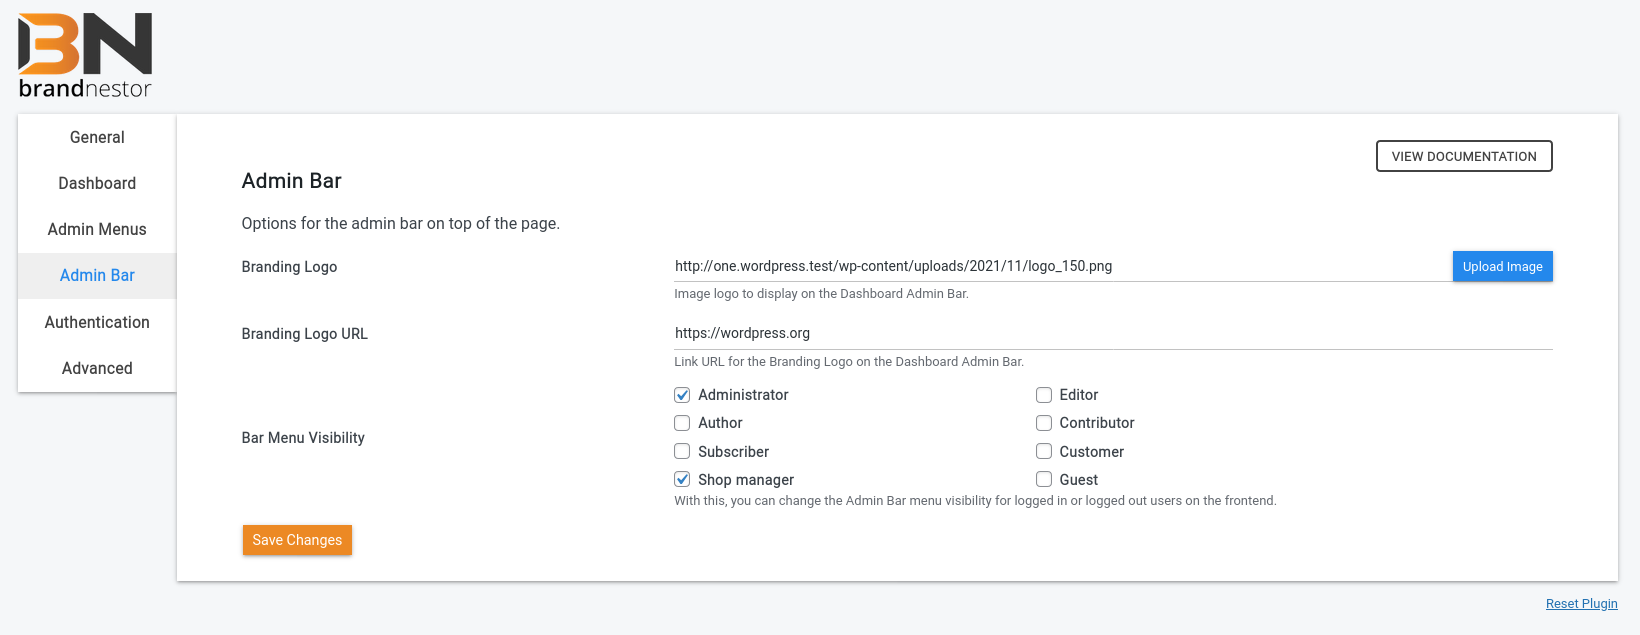 BN
brandnestor
General
Dashboard
Admin Menus
Admin Bar
Authentication
Advanced
VIEW DOCUMENTATION
Admin Bar
Options for the admin bar on top of the page.
Branding Logo
http://one.wordpress.test/wp-content/uploads/2021/11/logo_150.png
Upload Image
Image logo to display on the Dashboard Admin Bar.
Branding Logo URL
https://wordpress.org
Link URL for the Branding Logo on the Dashboard Admin Bar.
Bar Menu Visibility
Administrator
Editor
Author
Contributor
Subscriber
Customer
Shop manager
Guest
With this, you can change the Admin Bar menu visibility for logged in or logged out users on the frontend.
Save Changes
Reset Plugin